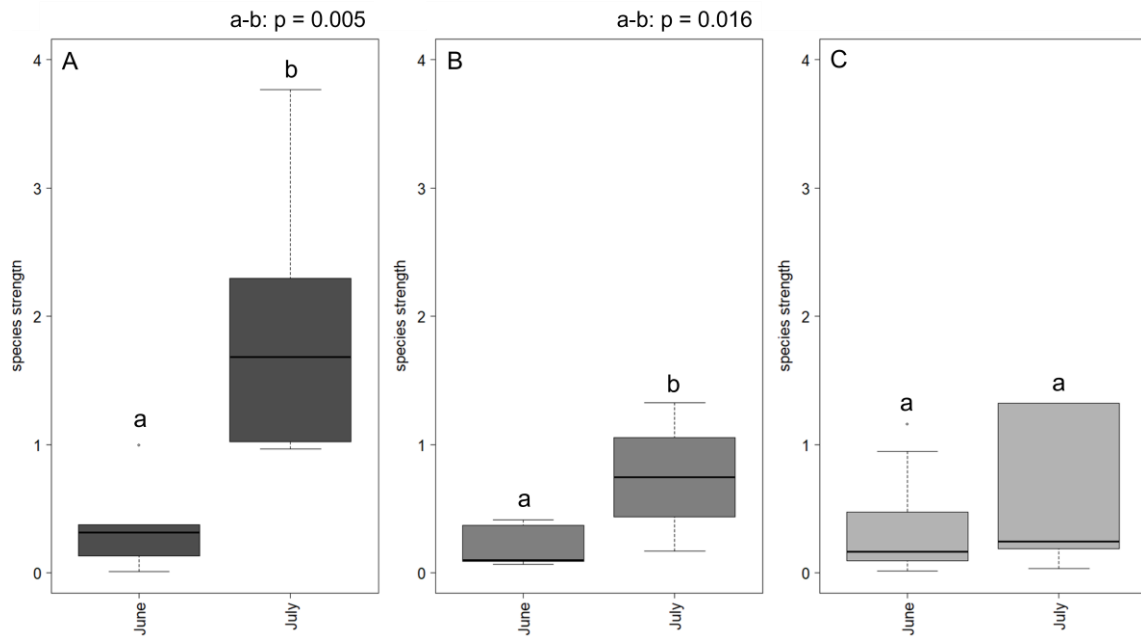 a-b: p = 0.005
a-b: p = 0.016
A
b
a
4
3
2
1
0
species strength
June
July
B
b
a
4
3
2
1
0
species strength
June
July
C
a
a
4
3
2
1
0
species strength
June
July